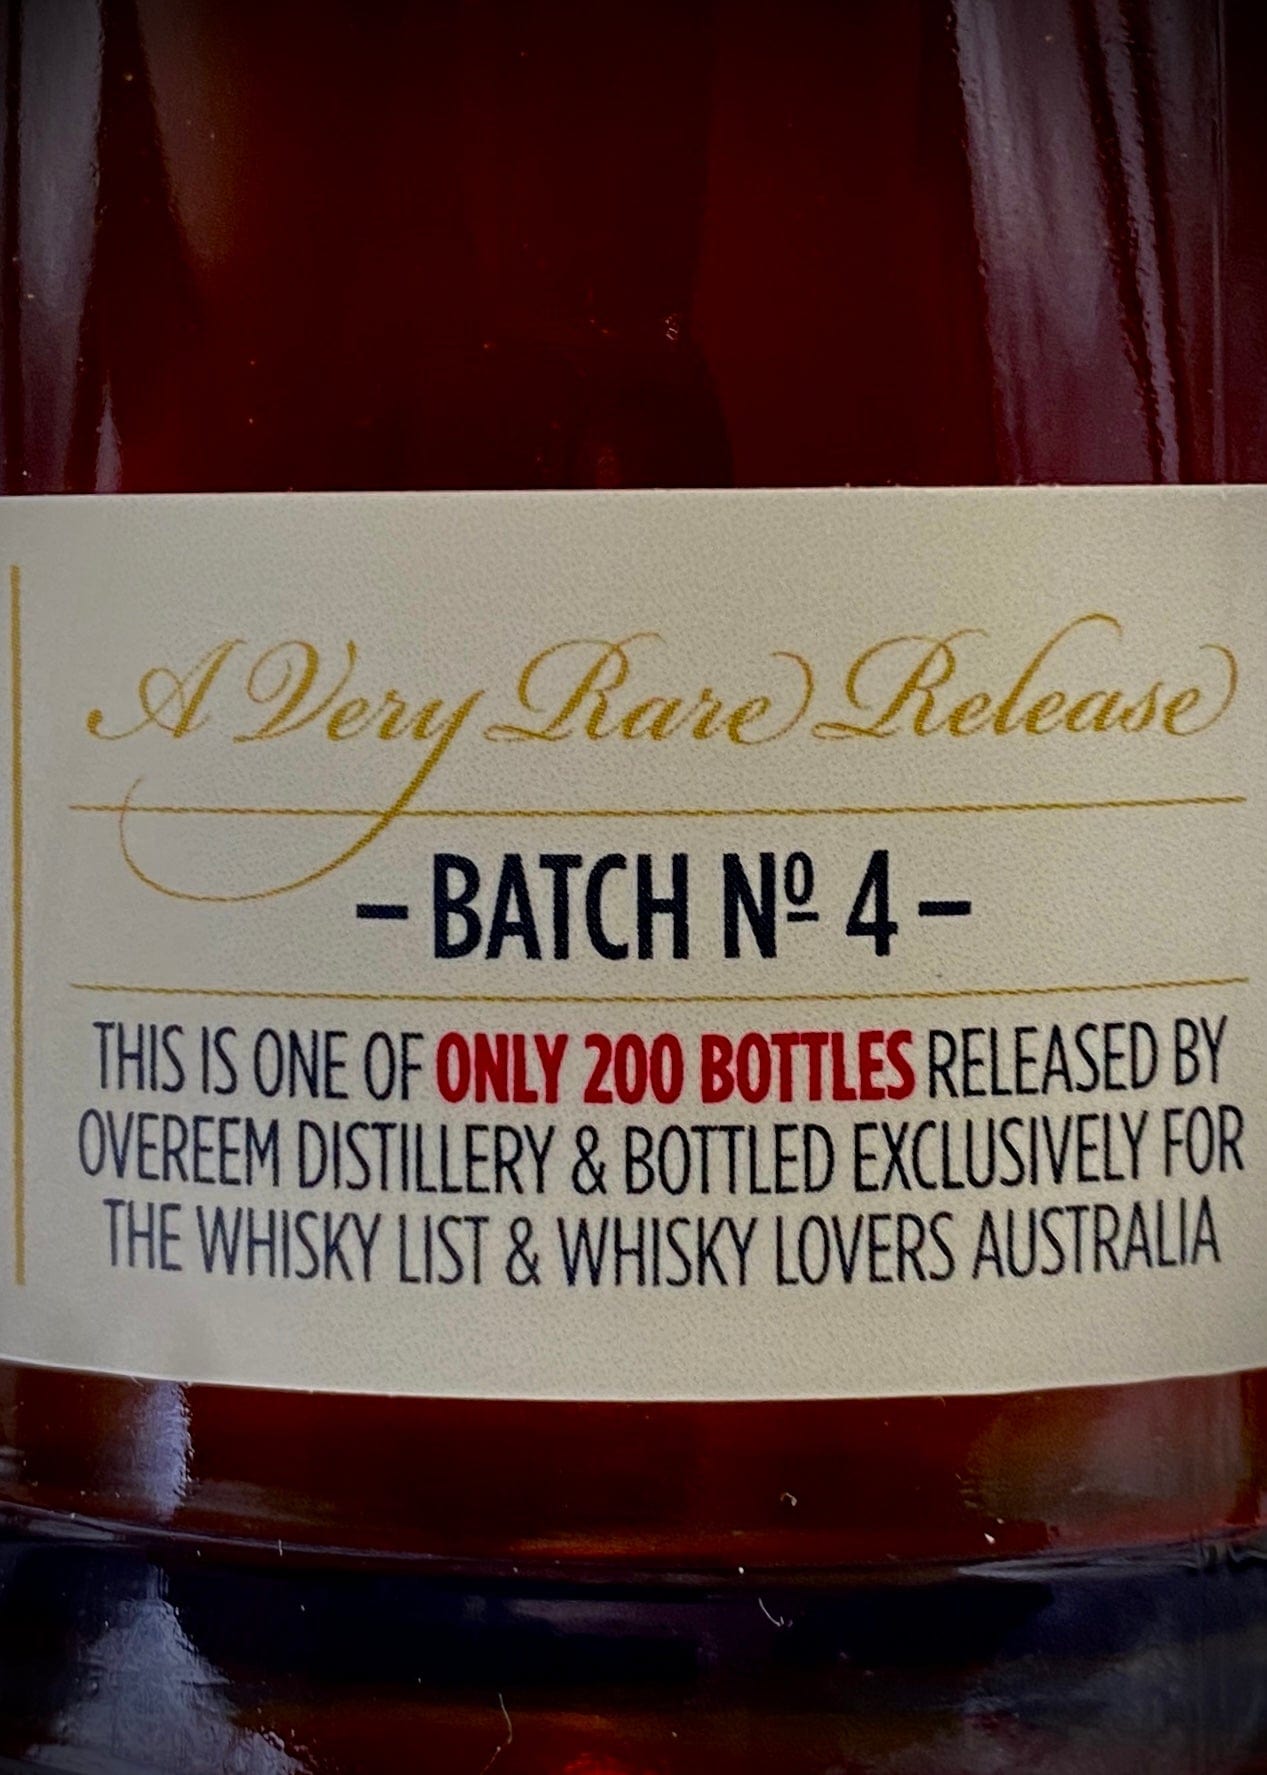 A Very Rare Release
– BATCH Nº 4 –
THIS IS ONE OF ONLY 200 BOTTLES RELEASED BY
OVEREEM DISTILLERY & BOTTLED EXCLUSIVELY FOR
THE WHISKY LIST & WHISKY LOVERS AUSTRALIA